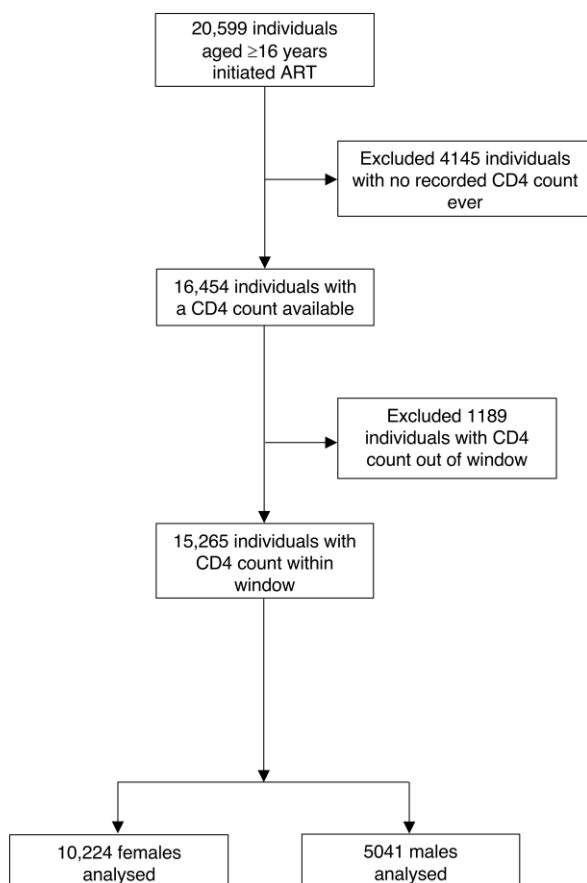 20,599 individuals
aged ≥16 years
initiated ART
Excluded 4145 individuals
with no recorded CD4 count
ever
16,454 individuals with
a CD4 count available
Excluded 1189
individuals with CD4
count out of window
15,265 individuals with
CD4 count within
window
10,224 females
analysed
5041 males
analysed